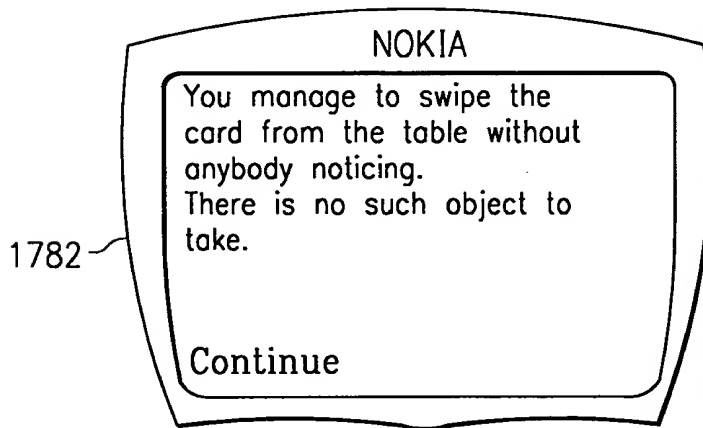 NOKIA
You manage to swipe the
card from the table without
anybody noticing.
There is no such object to
take.
1782
Continue